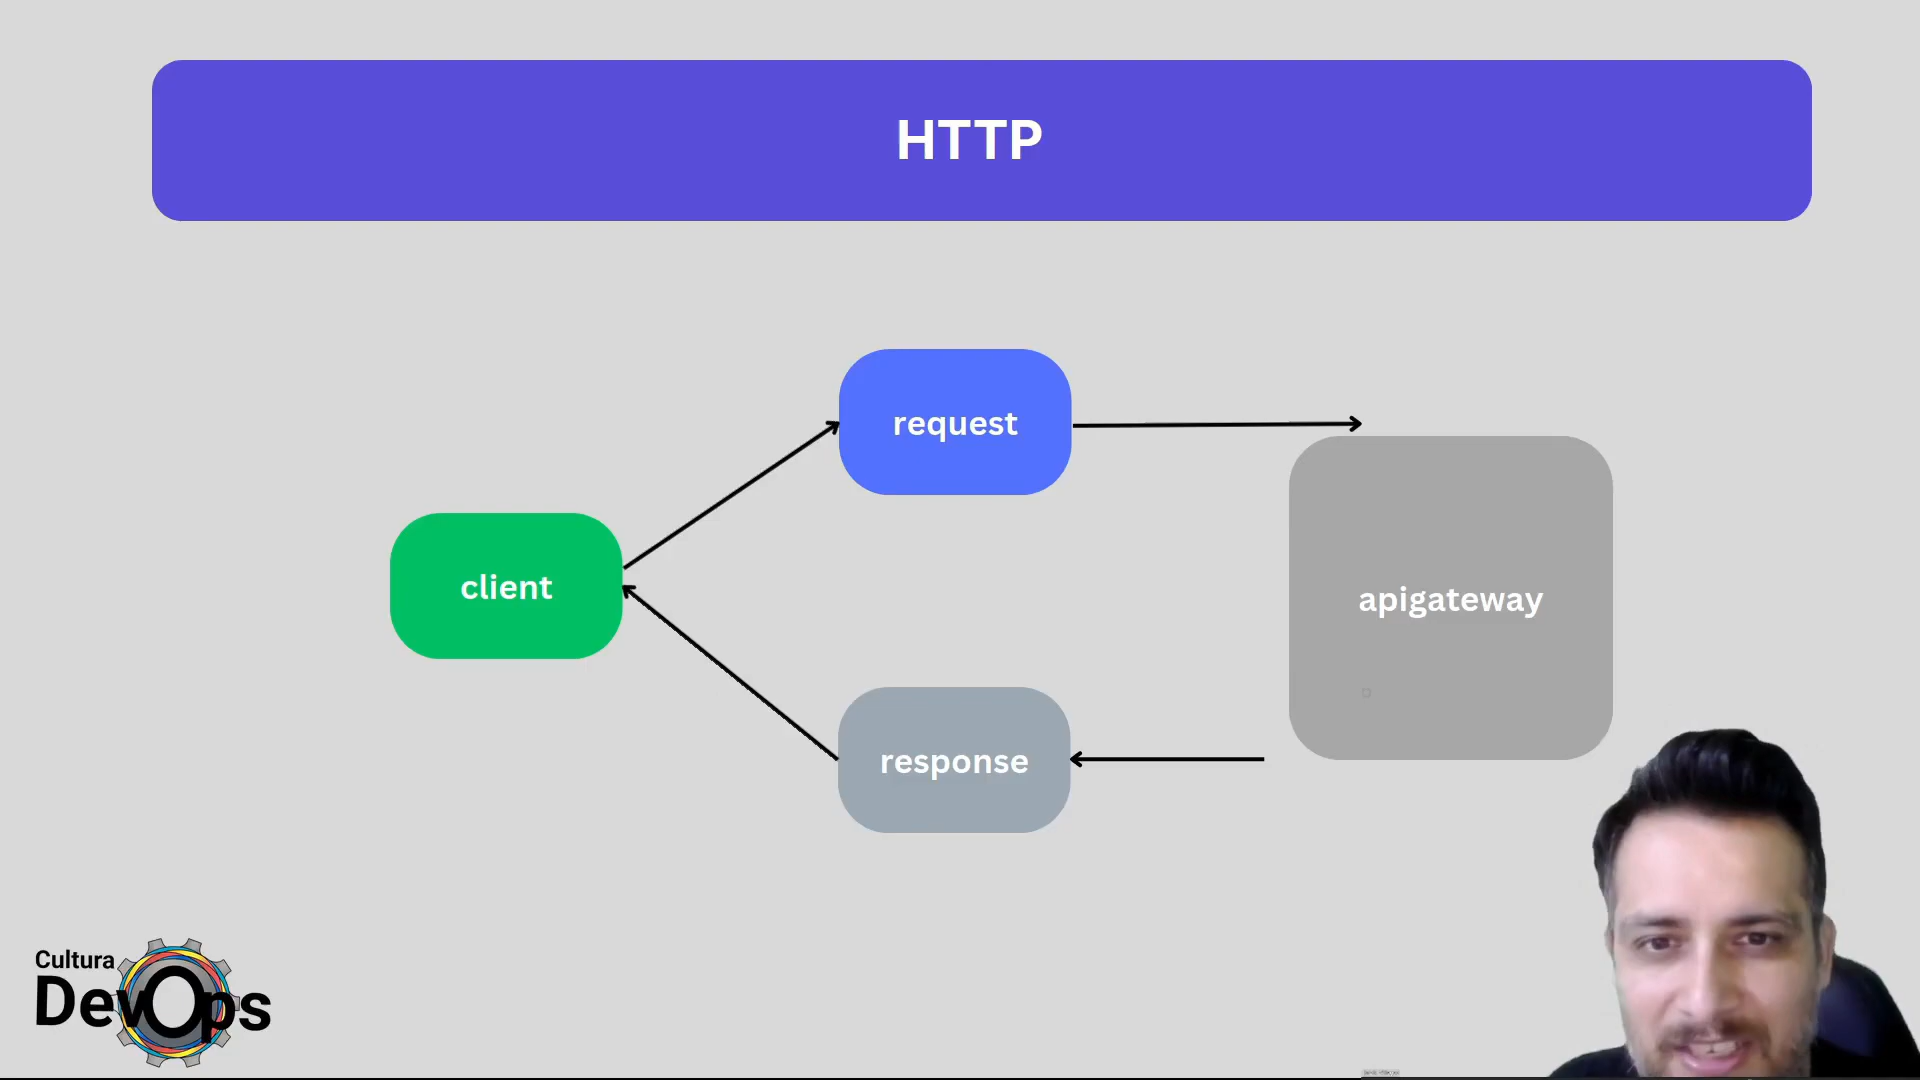 HTTP
request
client
apigateway
response
Cultura
DevOps